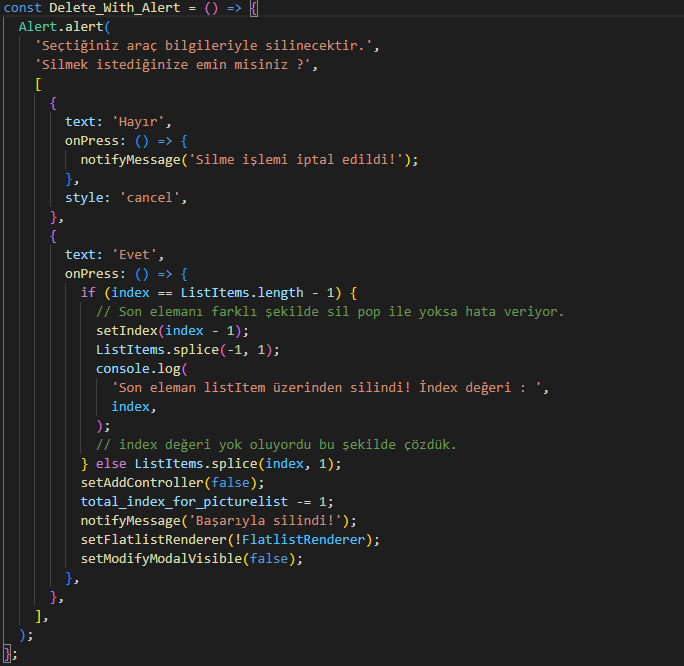 const Delete_With_Alert = () => {
  Alert.alert(
    'Seçtiğiniz araç bilgileriyle silinecektir.',
    'Silmek istediğinize emin misiniz ?',
    [
      {
        text: 'Hayır',
        onPress: () => {
          notifyMessage('Silme işlemi iptal edildi!');
        },
        style: 'cancel',
      },
      {
        text: 'Evet',
        onPress: () => {
          if (index == ListItems.length - 1) {
            // Son elemanı farklı şekilde sil pop ile yoksa hata veriyor.
            setIndex(index - 1);
            ListItems.splice(-1, 1);
            console.log(
              'Son eleman listItem üzerinden silindi! İndex değeri : ',
              index,
            );
            // index değeri yok oluyordu bu şekilde çözdük.
          } else ListItems.splice(index, 1);
          setAddController(false);
          total_index_for_picturelist -= 1;
          notifyMessage('Başarıyla silindi!');
          setFlatlistRenderer(!FlatlistRenderer);
          setModifyModalVisible(false);
        },
      },
    ],
  );
};